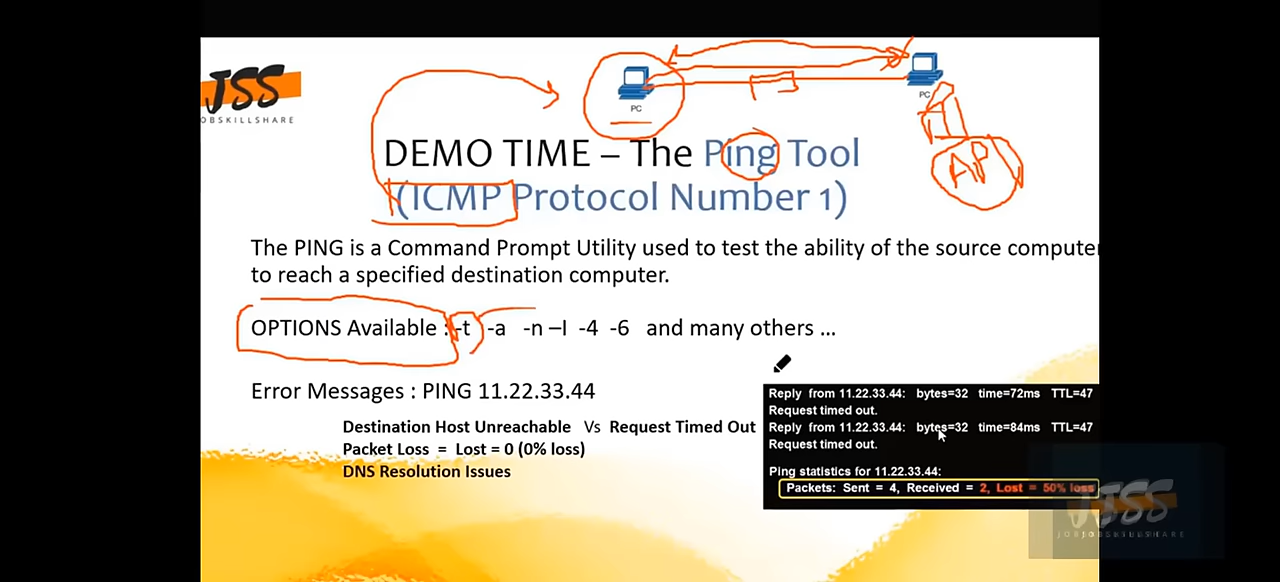 JSS
JOBSKILLSHARE
PC
PC
API
DEMO TIME – The Ping Tool
(ICMP Protocol Number 1)
The PING is a Command Prompt Utility used to test the ability of the source computer
to reach a specified destination computer.
OPTIONS Available : -t -a -n –l -4 -6 and many others ...
Error Messages : PING 11.22.33.44
Destination Host Unreachable Vs Request Timed Out
Packet Loss = Lost = 0 (0% loss)
DNS Resolution Issues
Reply from 11.22.33.44: bytes=32 time=72ms TTL=47
Request timed out.
Reply from 11.22.33.44: bytes=32 time=84ms TTL=47
Request timed out.
Ping statistics for 11.22.33.44:
Packets: Sent = 4, Received = 2, Lost = 50% loss
JSS